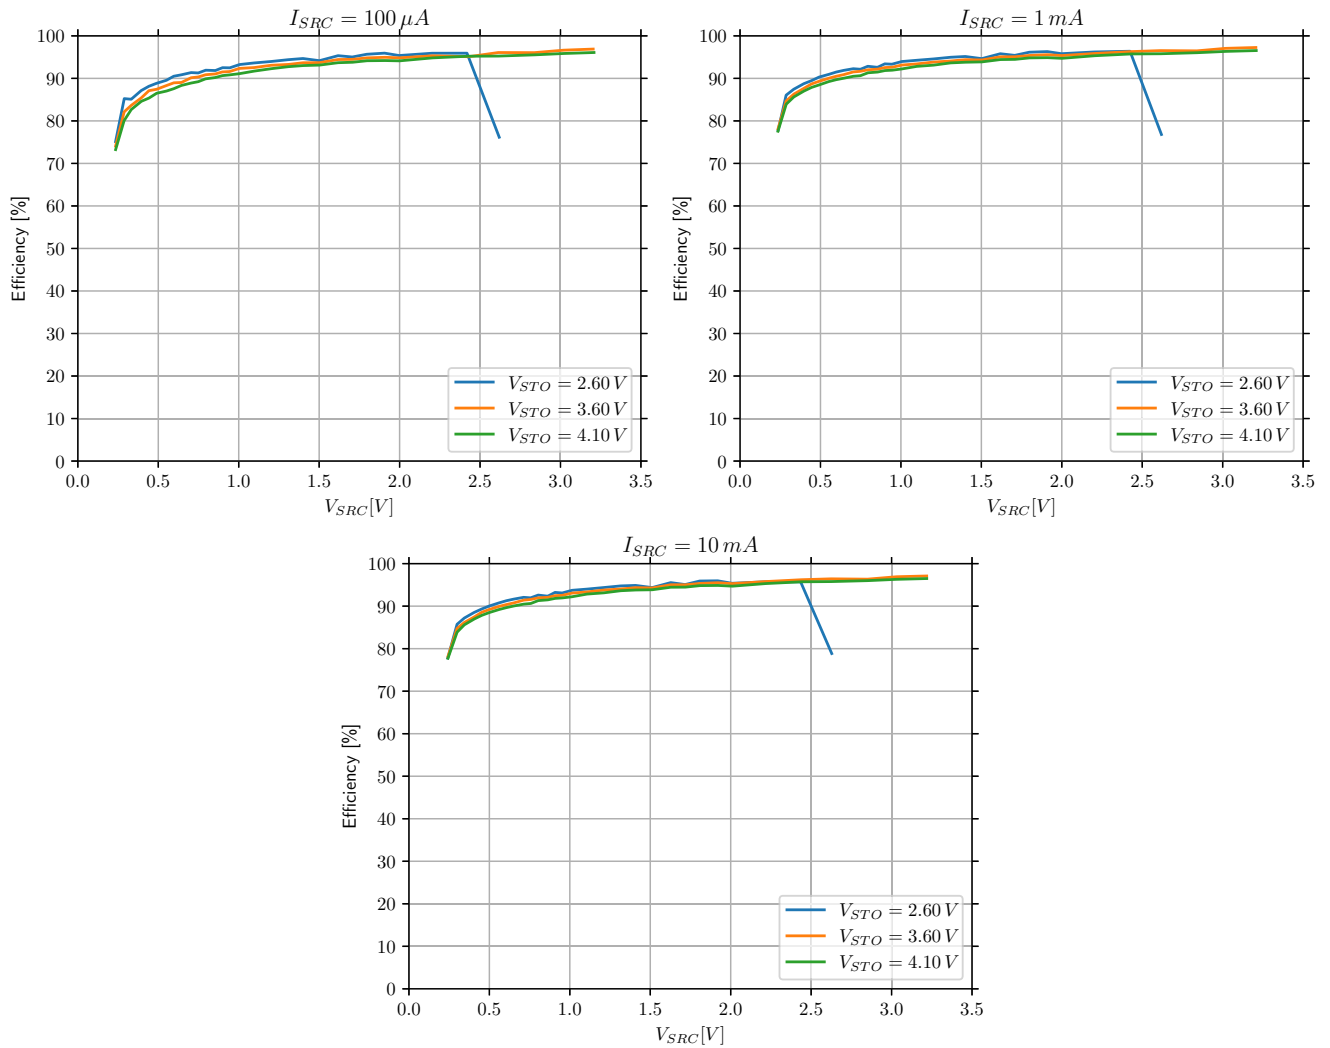 I_SRC = 100 µA
100
90
80
70
60
50
40
30
20
10
0
Efficiency [%]
0.0 0.5 1.0 1.5 2.0 2.5 3.0 3.5
V_SRC[V]
V_STO = 2.60 V
V_STO = 3.60 V
V_STO = 4.10 V
I_SRC = 1 mA
100
90
80
70
60
50
40
30
20
10
0
Efficiency [%]
0.0 0.5 1.0 1.5 2.0 2.5 3.0 3.5
V_SRC[V]
V_STO = 2.60 V
V_STO = 3.60 V
V_STO = 4.10 V
I_SRC = 10 mA
100
90
80
70
60
50
40
30
20
10
0
Efficiency [%]
0.0 0.5 1.0 1.5 2.0 2.5 3.0 3.5
V_SRC[V]
V_STO = 2.60 V
V_STO = 3.60 V
V_STO = 4.10 V